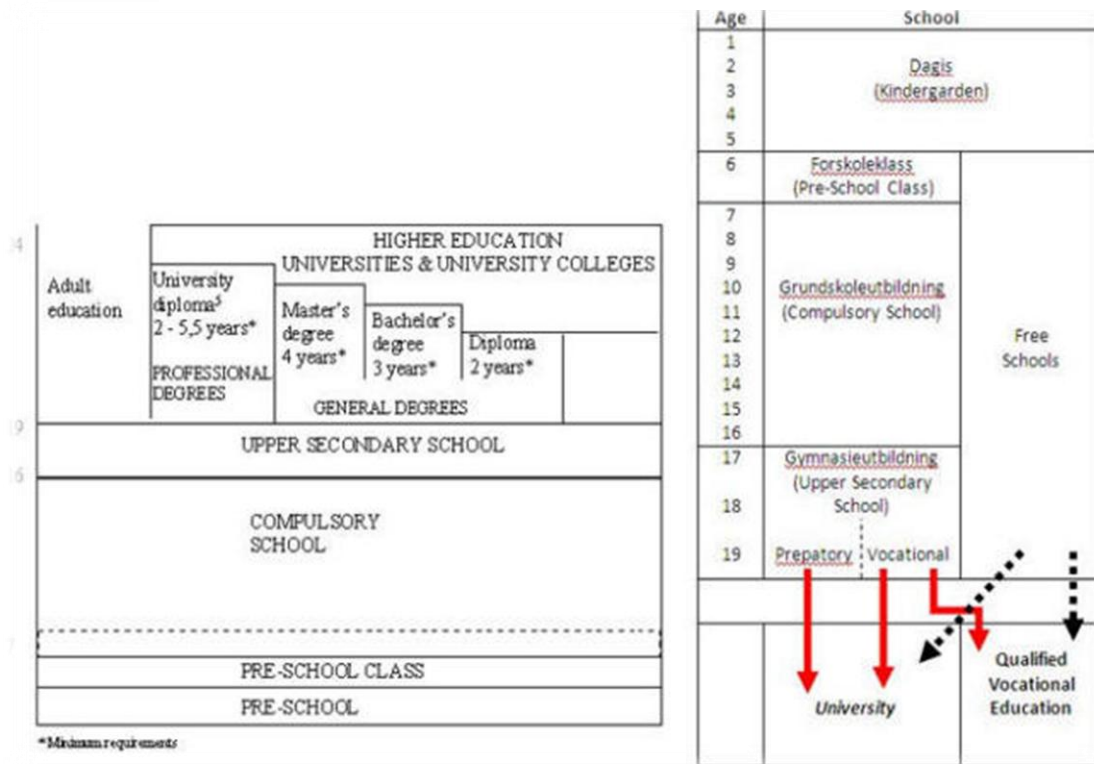 HIGHER EDUCATION
UNIVERSITIES & UNIVERSITY COLLEGES
Adult
education
University
diploma$
2 - 5,5 years*
PROFESSIONAL
DEGREES
Master's
degree
4 years*
Bachelor's
degree
3 years*
Diploma
2 years*
GENERAL DEGREES
UPPER SECONDARY SCHOOL
COMPULSORY
SCHOOL
PRE-SCHOOL CLASS
PRE-SCHOOL
*Minimum requirements
4
9
6
Age School
1
2
3
4
5
Dagis
(Kindergarden)
6
Forskoleklass
(Pre-School Class)
7
8
9
10
11
12
13
14
15
16
Grundskoleutbildning
(Compulsory School)
Free
Schools
17
18
19
Gymnasieutbildning
(Upper Secondary
School)
Prepatory Vocational
University
Qualified
Vocational
Education